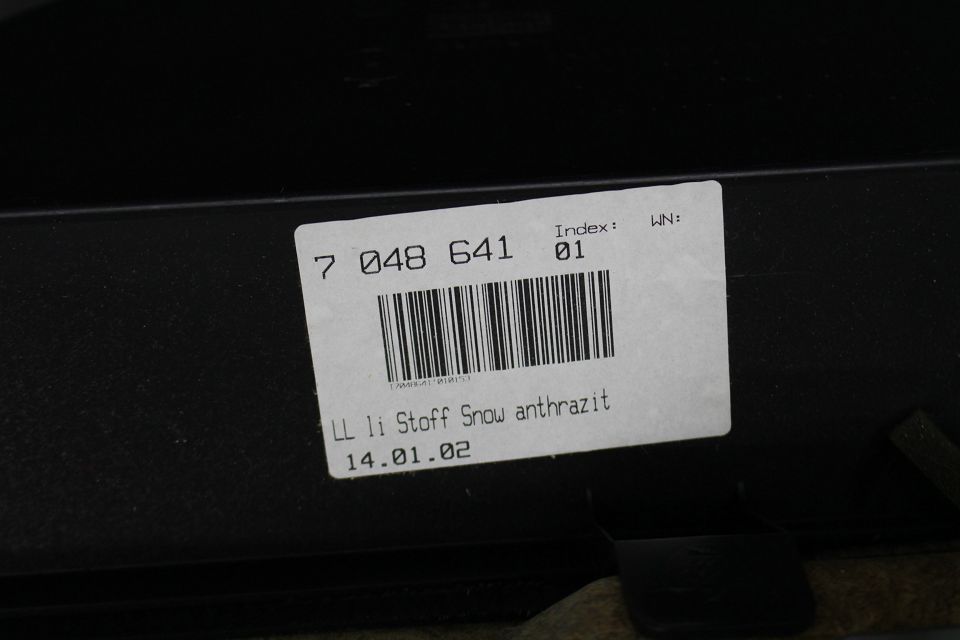 7 048 641 Index: 01 WN:
LL li Stoff Snow anthrazit
14.01.02